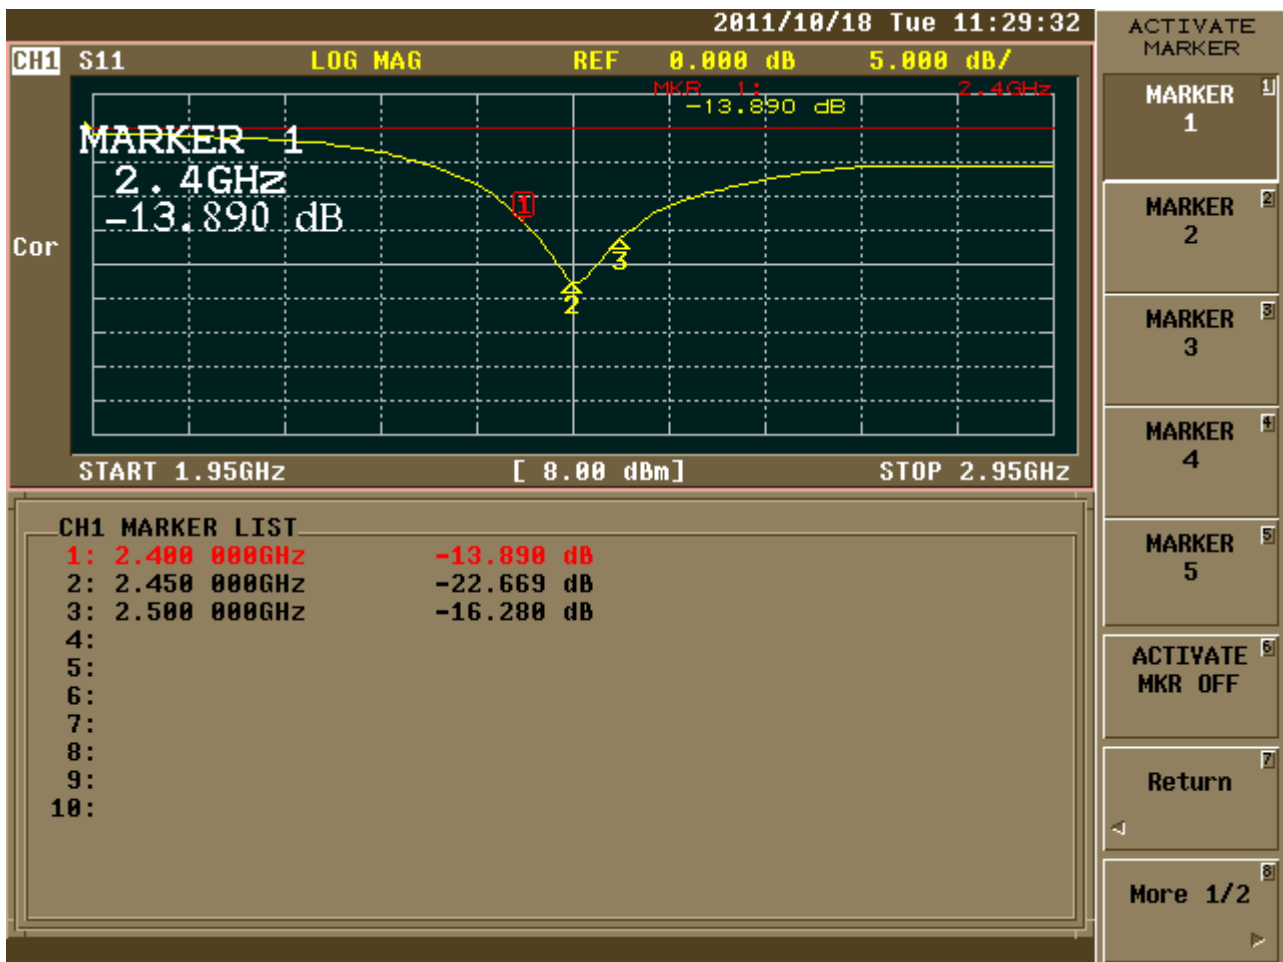 2011/10/18 Tue 11:29:32
CH1 S11 LOG MAG REF 0.000 dB 5.000 dB/
MKR 1: 2.4GHz
-13.890 dB
MARKER 1
2.4GHz
-13.890 dB
1
Cor
3
2
START 1.95GHz [ 8.00 dBm] STOP 2.95GHz
CH1 MARKER LIST
1: 2.400 000GHz -13.890 dB
2: 2.450 000GHz -22.669 dB
3: 2.500 000GHz -16.280 dB
4:
5:
6:
7:
8:
9:
10:
ACTIVATE
MARKER
MARKER 1
1
MARKER 2
2
MARKER 3
3
MARKER 4
4
MARKER 5
5
ACTIVATE 6
MKR OFF
7
Return
8
More 1/2